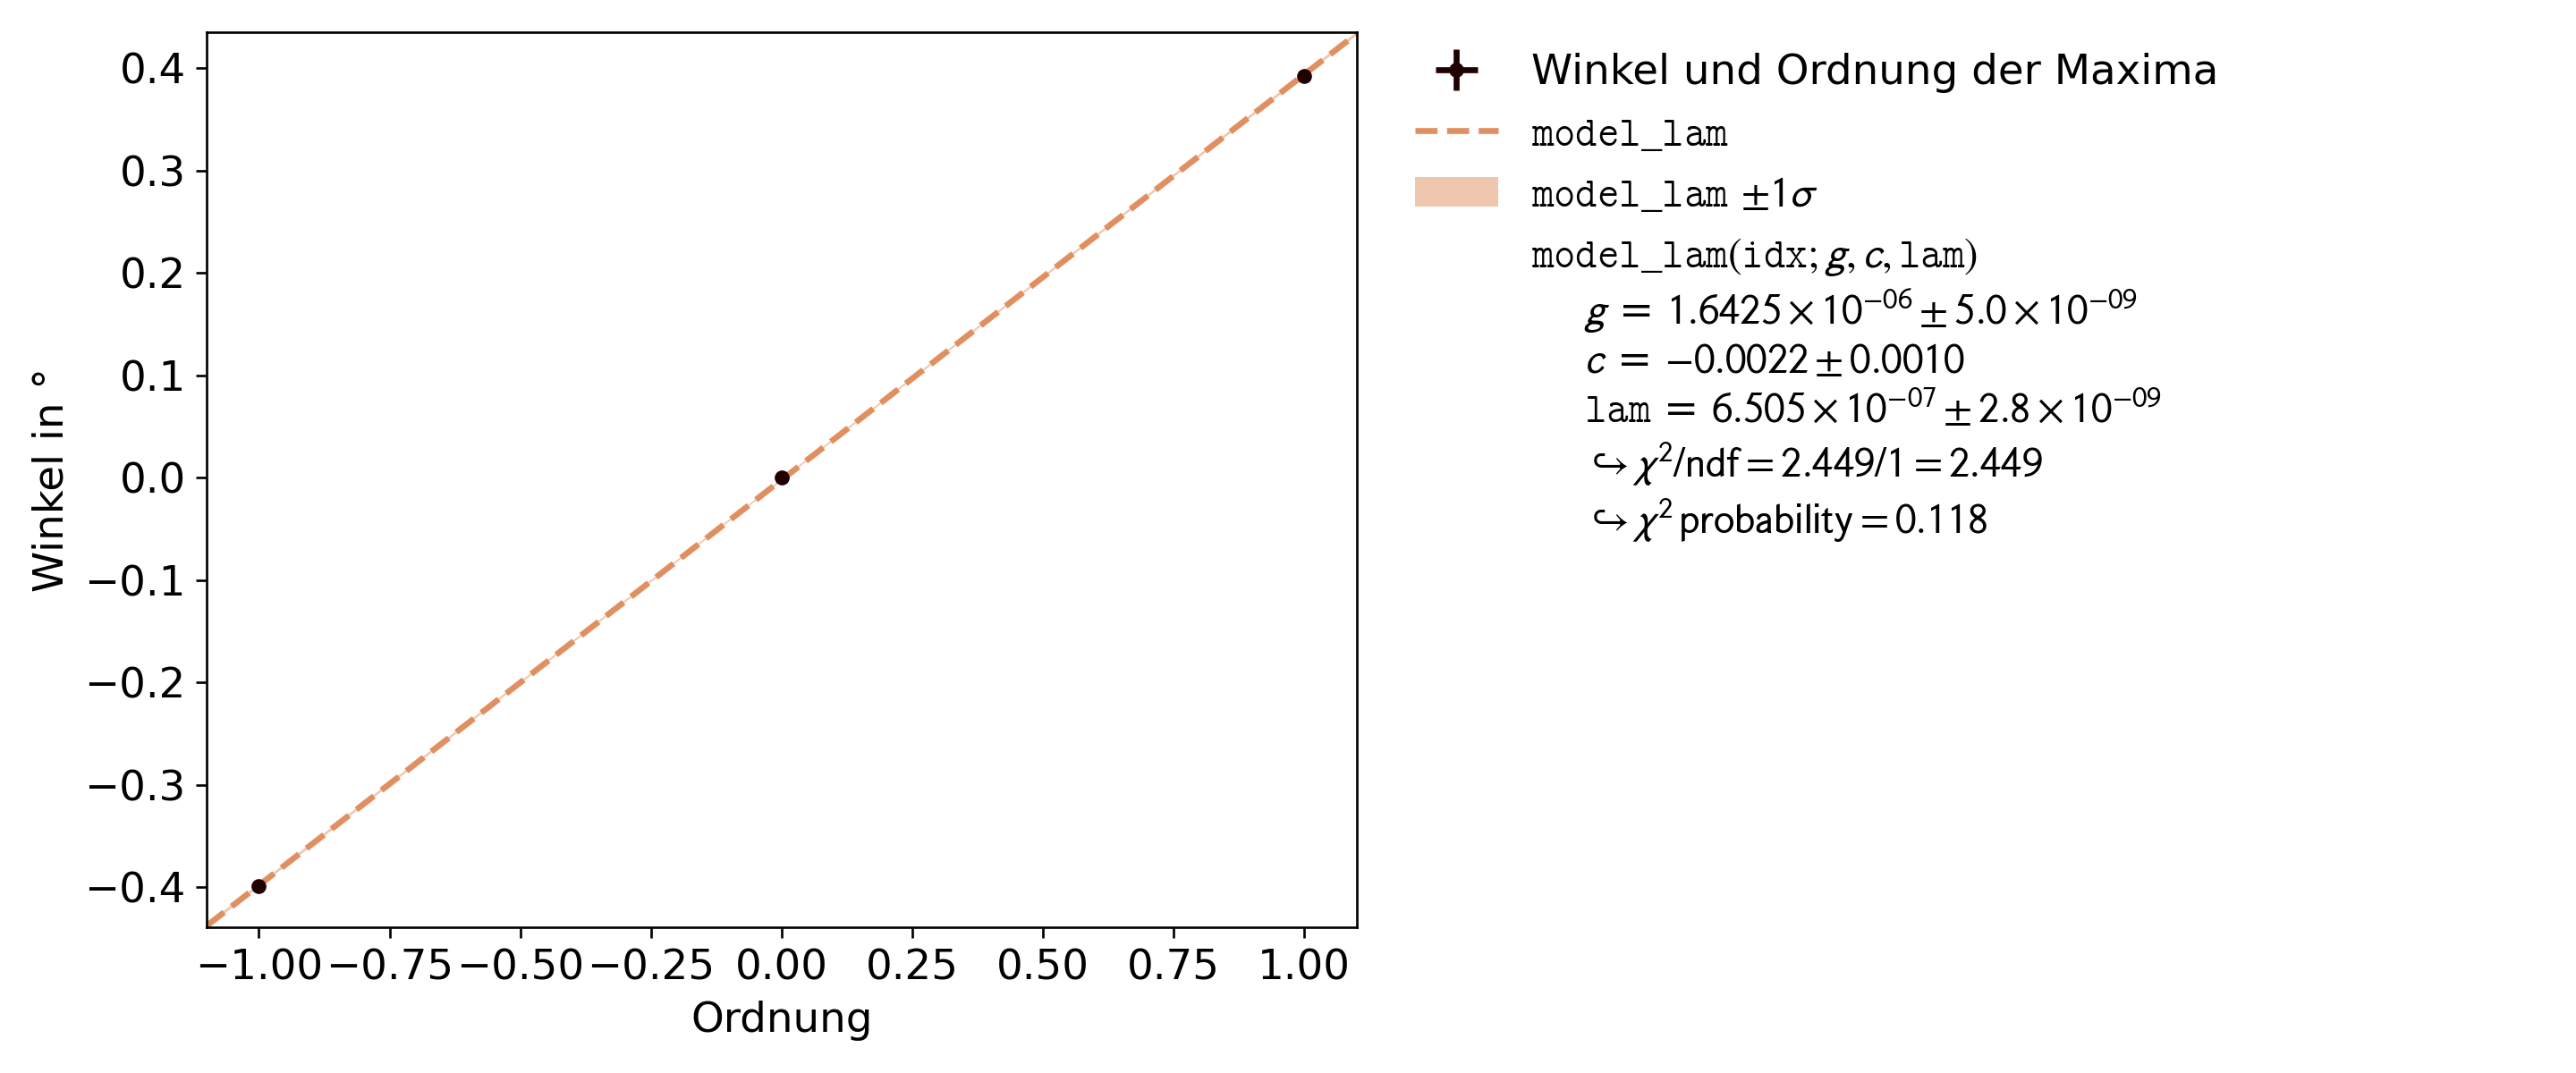 0.4
0.3
0.2
0.1
0.0
−0.1
−0.2
−0.3
−0.4
Winkel in °
−1.00 −0.75 −0.50 −0.25 0.00 0.25 0.50 0.75 1.00
Ordnung
Winkel und Ordnung der Maxima
model_lam
model_lam ±1σ
model_lam(idx; g, c, lam)
g = 1.6425 × 10⁻⁰⁶ ± 5.0 × 10⁻⁰⁹
c = −0.0022 ± 0.0010
lam = 6.505 × 10⁻⁰⁷ ± 2.8 × 10⁻⁰⁹
↪ χ²/ndf = 2.449/1 = 2.449
↪ χ² probability = 0.118